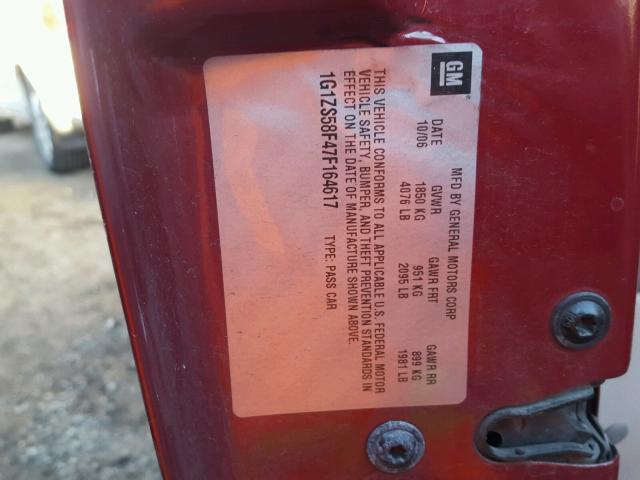 GM
MFD BY GENERAL MOTORS CORP
DATE GVWR GAWR FRT GAWR RR
10/06 1850 KG 951 KG 899 KG
4076 LB 2095 LB 1981 LB
THIS VEHICLE CONFORMS TO ALL APPLICABLE U.S. FEDERAL MOTOR
VEHICLE SAFETY, BUMPER, AND THEFT PREVENTION STANDARDS IN
EFFECT ON THE DATE OF MANUFACTURE SHOWN ABOVE.
1G1ZS58F47F164617 TYPE: PASS CAR